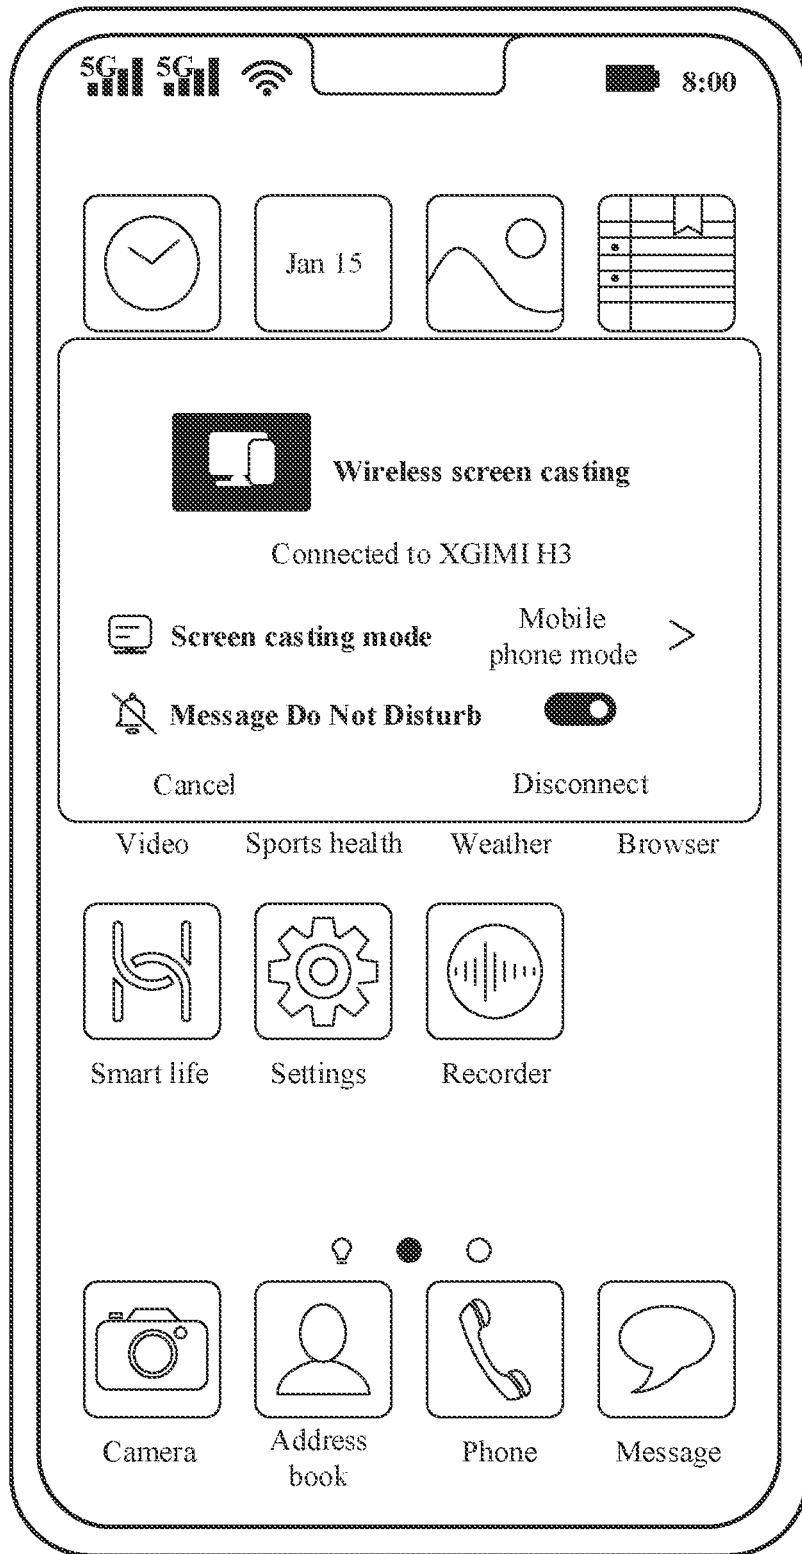 5G 5G 8:00
Jan 15
Wireless screen casting
Connected to XGIMI H3
Screen casting mode
Mobile
phone mode
>
Message Do Not Disturb
Cancel Disconnect
Video Sports health Weather Browser
Smart life Settings Recorder
Camera Address
book Phone Message